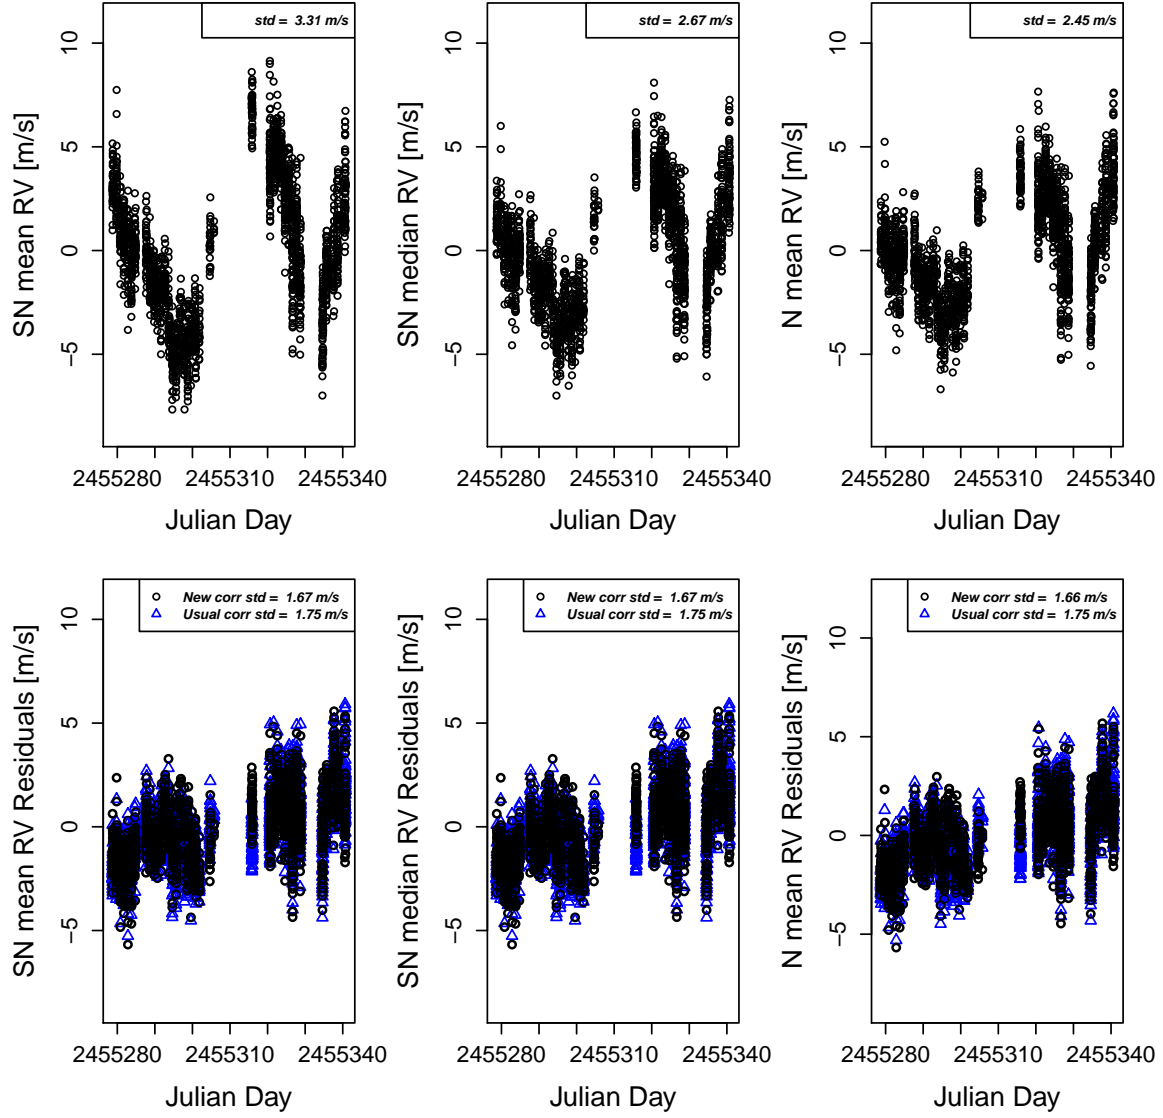 std = 3.31 m/s
SN mean RV [m/s]
10
5
0
−5
2455280
2455310
2455340
Julian Day
std = 2.67 m/s
SN median RV [m/s]
10
5
0
−5
2455280
2455310
2455340
Julian Day
std = 2.45 m/s
N mean RV [m/s]
10
5
0
−5
2455280
2455310
2455340
Julian Day
New corr std = 1.67 m/s
Usual corr std = 1.75 m/s
SN mean RV Residuals [m/s]
10
5
0
−5
2455280
2455310
2455340
Julian Day
New corr std = 1.67 m/s
Usual corr std = 1.75 m/s
SN median RV Residuals [m/s]
10
5
0
−5
2455280
2455310
2455340
Julian Day
New corr std = 1.66 m/s
Usual corr std = 1.75 m/s
N mean RV Residuals [m/s]
10
5
0
−5
2455280
2455310
2455340
Julian Day